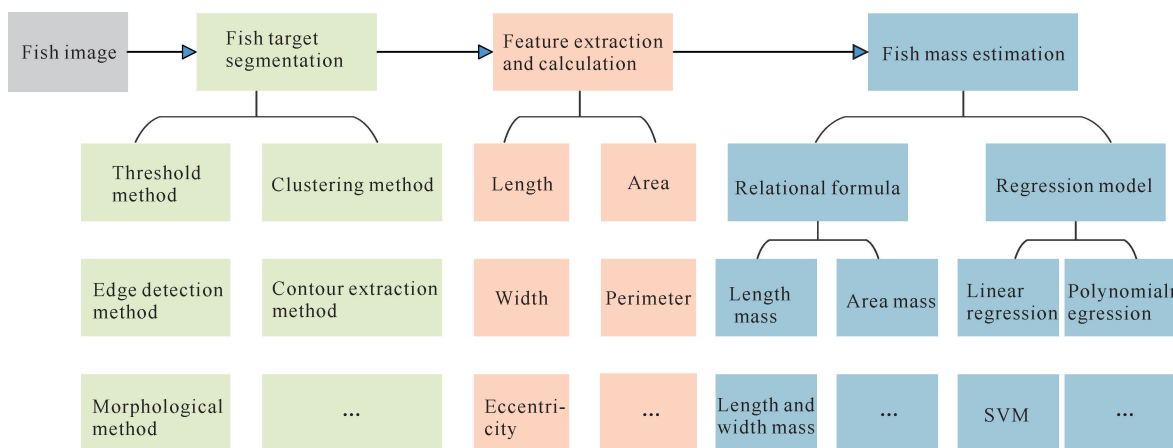 Fish image
Fish target
segmentation
Feature extraction
and calculation
Fish mass estimation
Threshold
method
Clustering method
Length
Area
Relational formula
Regression model
Edge detection
method
Contour extraction
method
Width
Perimeter
Length
mass
Area mass
Linear
regression
Polynomialr
egression
Morphological
method
...
Eccentri-
city
...
Length and
width mass
...
SVM
...